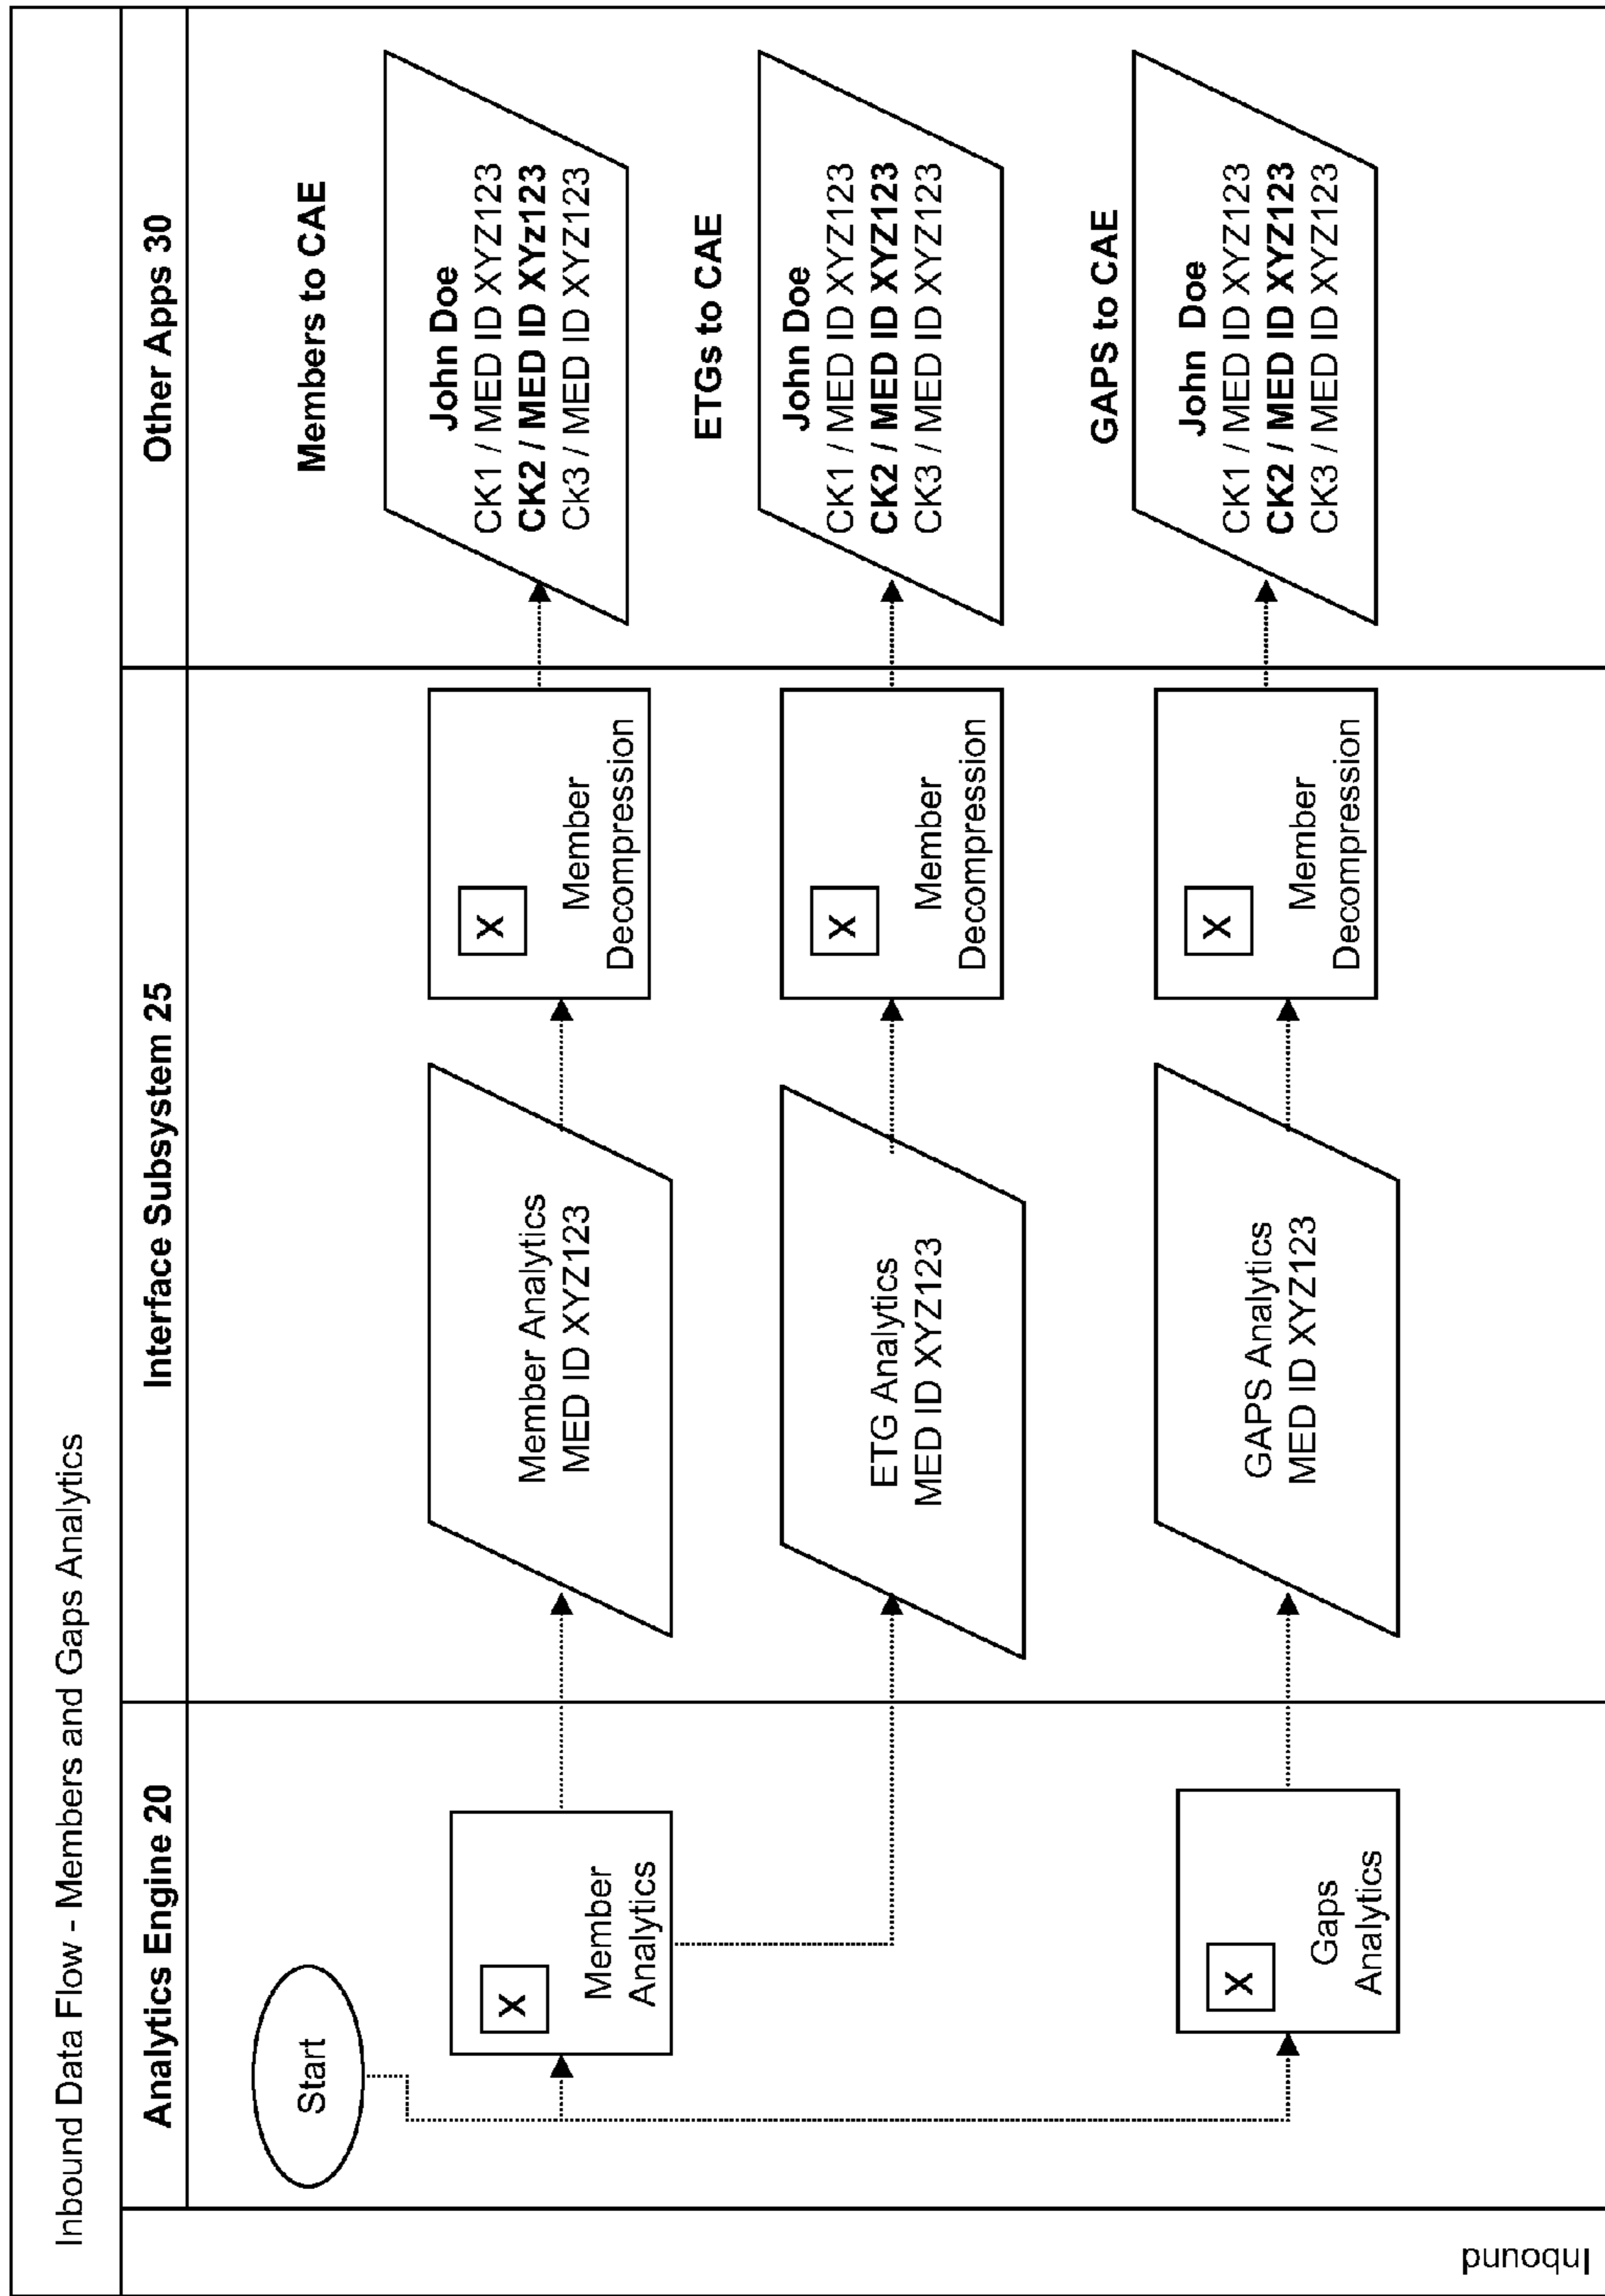 Inbound Data Flow - Members and Gaps Analytics
Analytics Engine 20
Interface Subsystem 25
Other Apps 30
Inbound
Start
X
Member
Analytics
Member Analytics
MED ID XYZ123
X
Member
Decompression
Members to CAE
John Doe
CK1 / MED ID XYZ123
CK2 / MED ID XYz123
Ck3 / MED ID XYZ123
ETG Analytics
MED ID XYZ123
X
Member
Decompression
ETGs to CAE
John Doe
CK1 / MED ID XYZ123
CK2 / MED ID XYZ123
CK3 / MED ID XYZ123
X
Gaps
Analytics
GAPS Analytics
MED ID XYZ123
X
Member
Decompression
GAPS to CAE
John Doe
CK1 / MED ID XYZ123
CK2 / MED ID XYZ123
CK3 / MED ID XYZ123